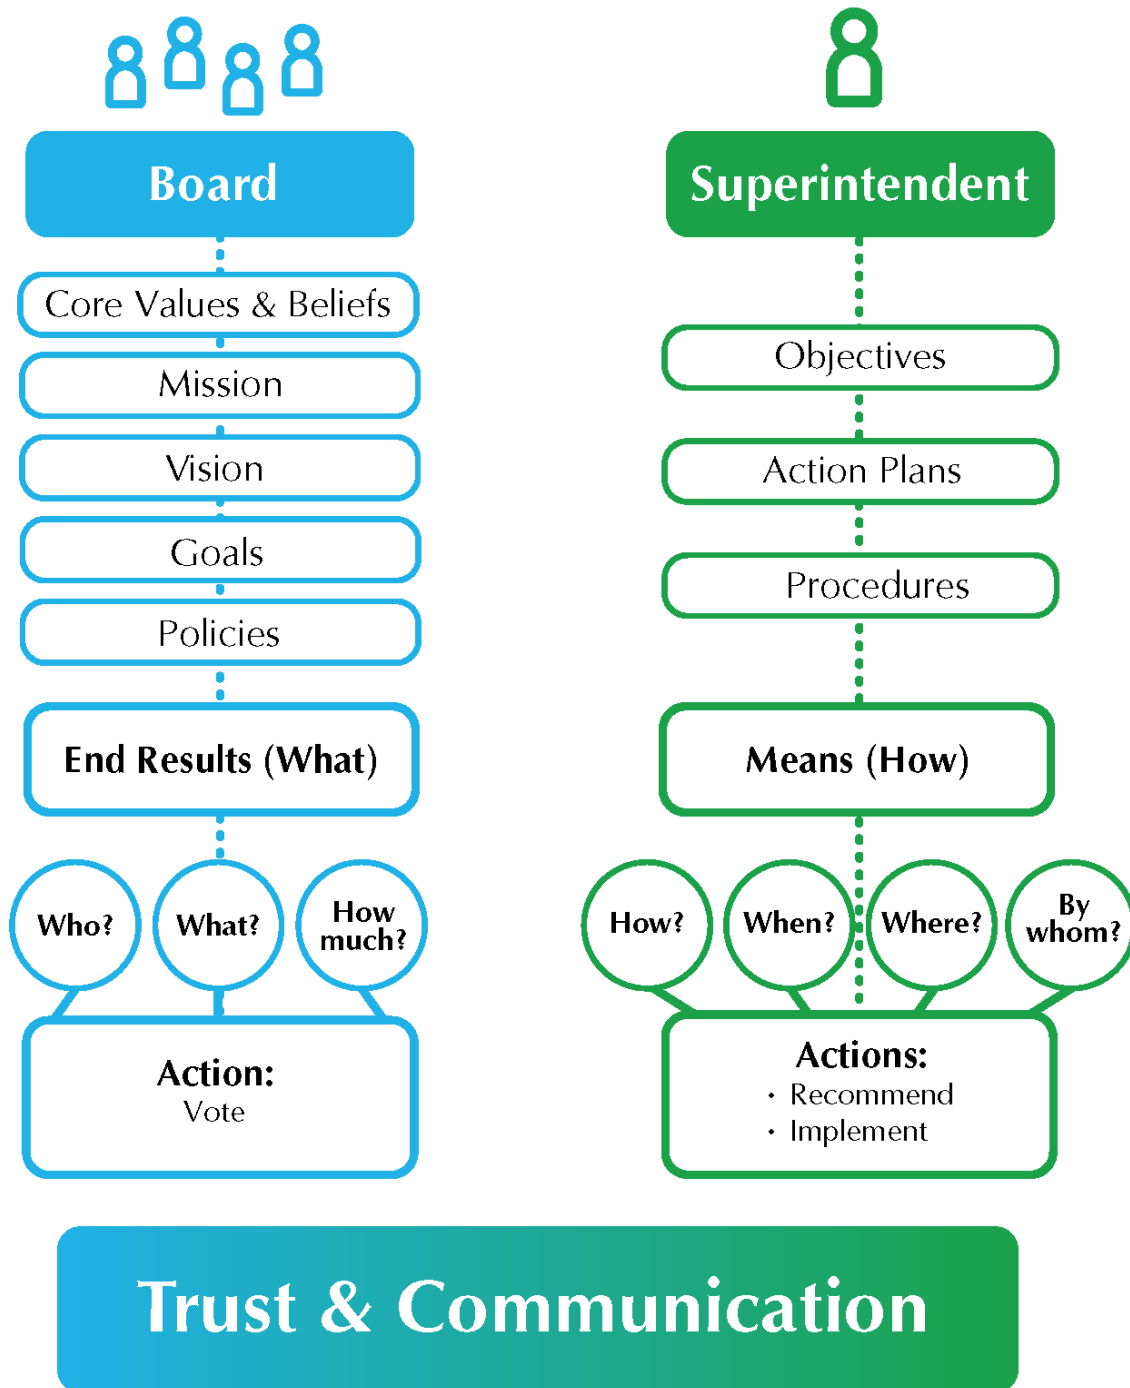 Board
Core Values & Beliefs
Mission
Vision
Goals
Policies
End Results (What)
Who?
What?
How
much?
Action:
Vote
Superintendent
Objectives
Action Plans
Procedures
Means (How)
How?
When?
Where?
By
whom?
Actions:
· Recommend
· Implement
Trust & Communication